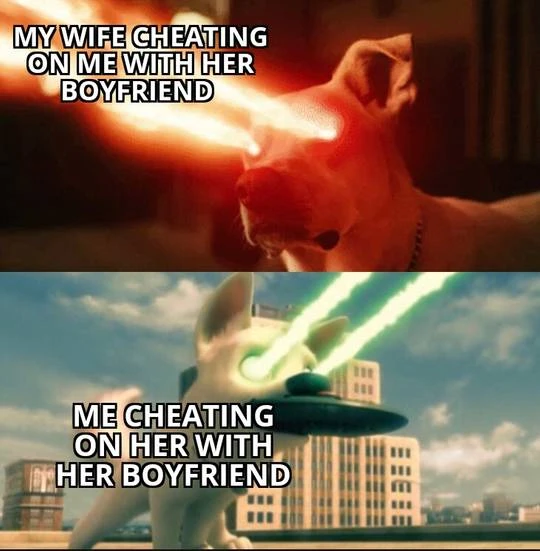 MY WIFE CHEATING
ON ME WITH HER
BOYFRIEND
ME CHEATING
ON HER WITH
HER BOYFRIEND